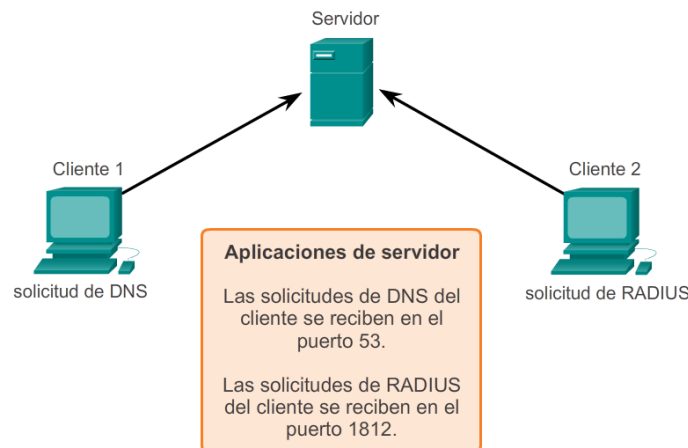 Servidor
Cliente 1
Cliente 2
solicitud de DNS
solicitud de RADIUS
Aplicaciones de servidor
Las solicitudes de DNS del
cliente se reciben en el
puerto 53.
Las solicitudes de RADIUS
del cliente se reciben en el
puerto 1812.